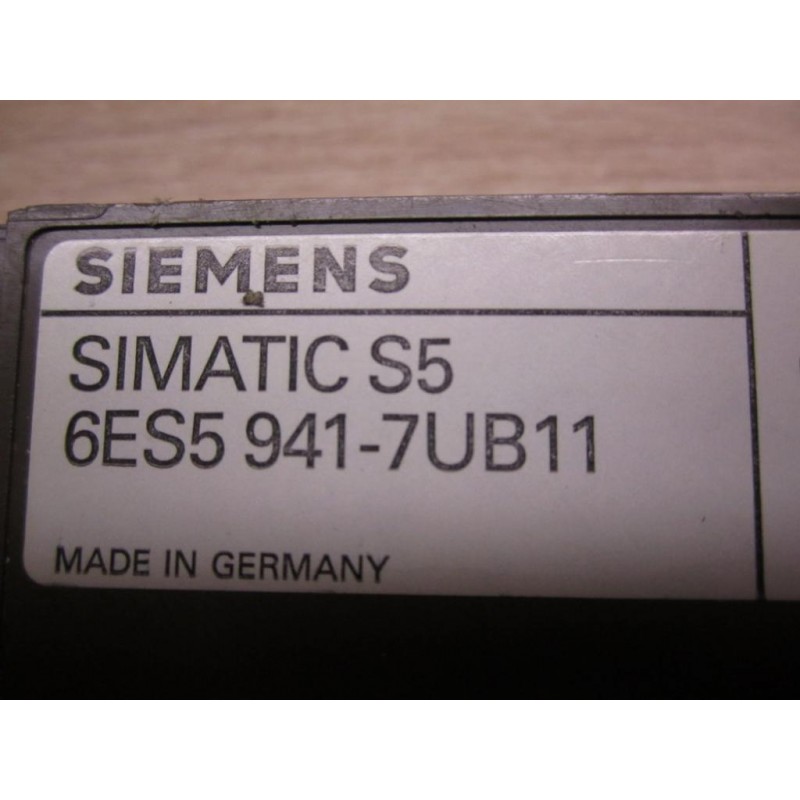 SIEMENS
SIMATIC S5
6ES5 941-7UB11
MADE IN GERMANY